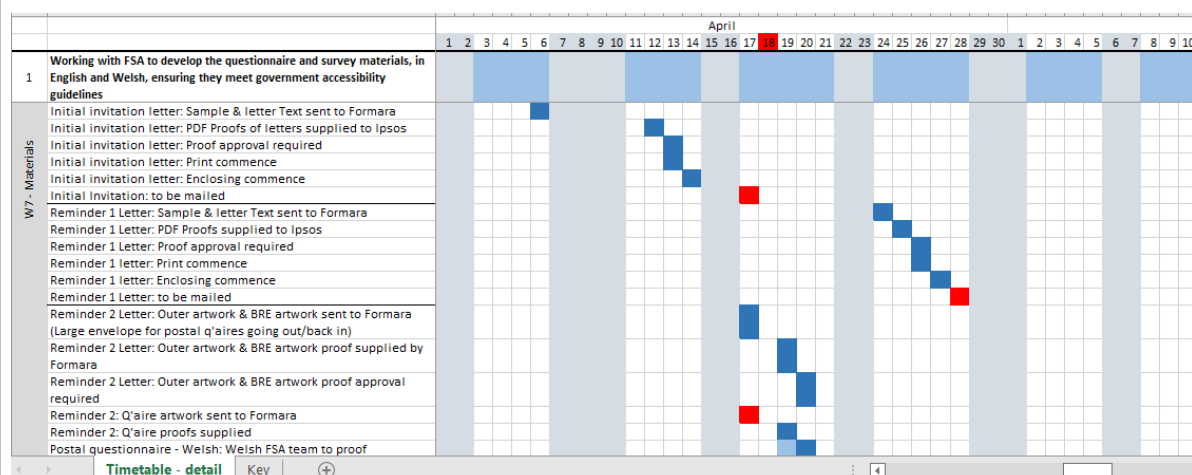 April
1 2 3 4 5 6 7 8 9 10 11 12 13 14 15 16 17 18 19 20 21 22 23 24 25 26 27 28 29 30 1 2 3 4 5 6 7 8 9 10
1
Working with FSA to develop the questionnaire and survey materials, in
English and Welsh, ensuring they meet government accessibility
guidelines
W7 - Materials
Initial invitation letter: Sample & letter Text sent to Formara
Initial invitation letter: PDF Proofs of letters supplied to Ipsos
Initial invitation letter: Proof approval required
Initial invitation letter: Print commence
Initial invitation letter: Enclosing commence
Initial Invitation: to be mailed
Reminder 1 Letter: Sample & letter Text sent to Formara
Reminder 1 Letter: PDF Proofs supplied to Ipsos
Reminder 1 Letter: Proof approval required
Reminder 1 letter: Print commence
Reminder 1 Letter: Enclosing commence
Reminder 1 Letter: to be mailed
Reminder 2 Letter: Outer artwork & BRE artwork sent to Formara
(Large envelope for postal q'aires going out/back in)
Reminder 2 Letter: Outer artwork & BRE artwork proof supplied by
Formara
Reminder 2 Letter: Outer artwork & BRE artwork proof approval
required
Reminder 2: Q'aire artwork sent to Formara
Reminder 2: Q'aire proofs supplied
Postal questionnaire - Welsh: Welsh FSA team to proof
Timetable - detail
Key